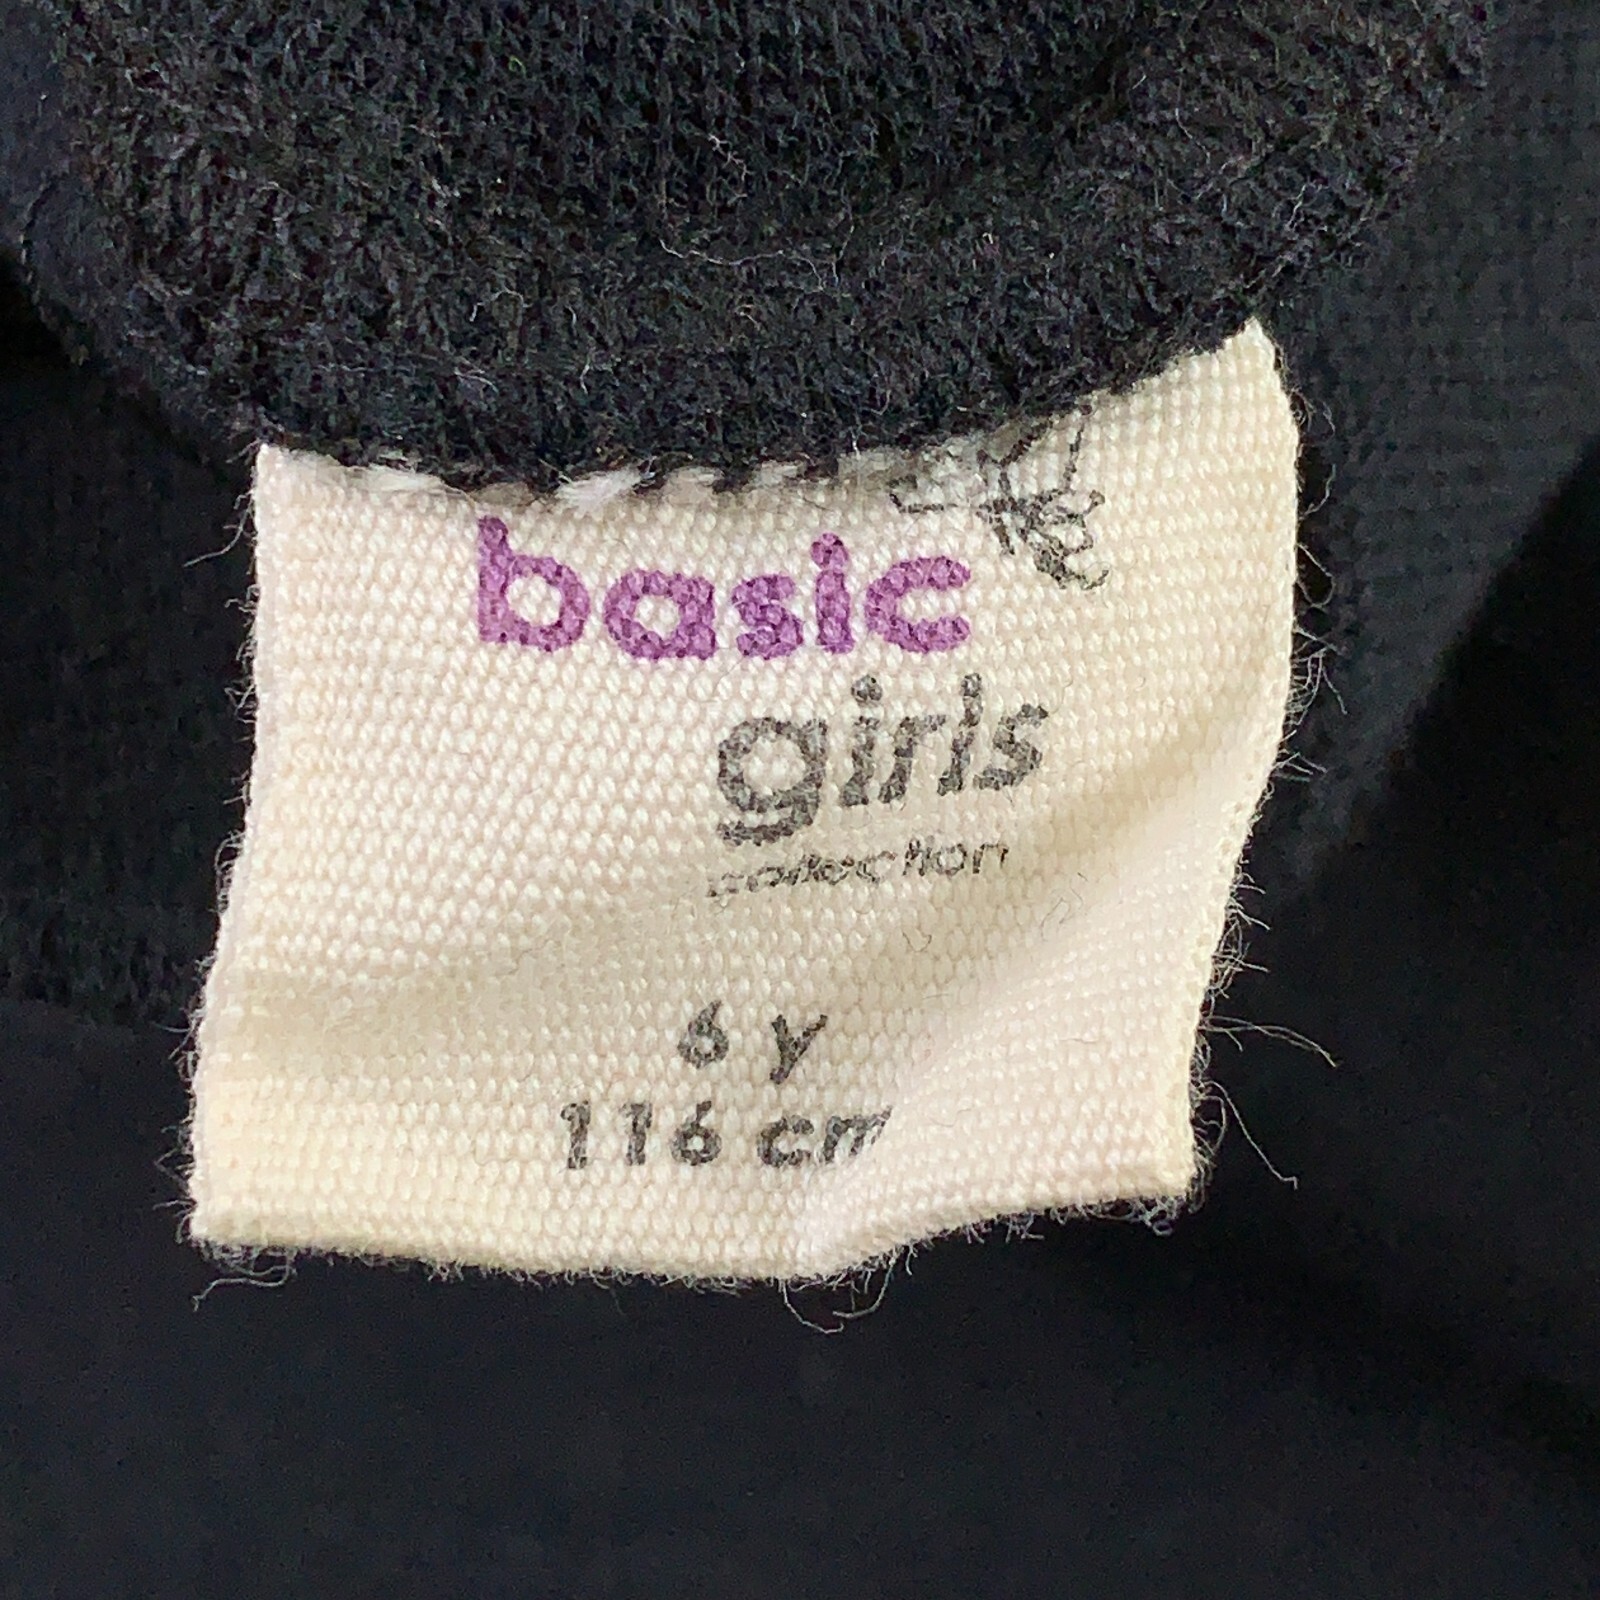 basic
girls
collection
6 y
116 cm